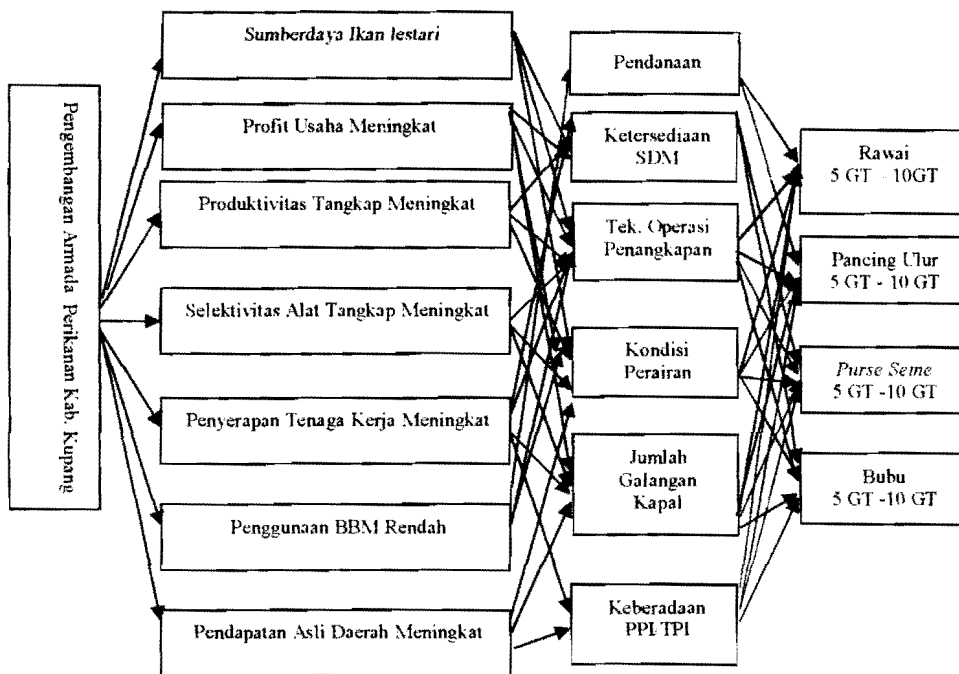 Pengembangan Armada Perikanan Kab. Kupang
Sumberdaya Ikan lestari
Profit Usaha Meningkat
Produktivitas Tangkap Meningkat
Selektivitas Alat Tangkap Meningkat
Penyerapan Tenaga Kerja Meningkat
Penggunaan BBM Rendah
Pendapatan Asli Daerah Meningkat
Pendanaan
Ketersediaan
SDM
Tek. Operasi
Penangkapan
Kondisi
Perairan
Jumlah
Galangan
Kapal
Keberadaan
PPI/TPI
Rawai
5 GT - 10GT
Pancing Ulur
5 GT - 10 GT
Purse Seme
5 GT -10 GT
Bubu
5 GT -10 GT